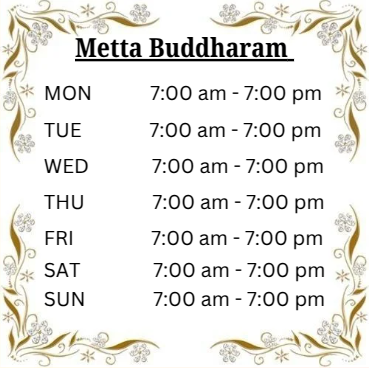 Metta Buddharam
MON 7:00 am - 7:00 pm
TUE 7:00 am - 7:00 pm
WED 7:00 am - 7:00 pm
THU 7:00 am - 7:00 pm
FRI 7:00 am - 7:00 pm
SAT 7:00 am - 7:00 pm
SUN 7:00 am - 7:00 pm